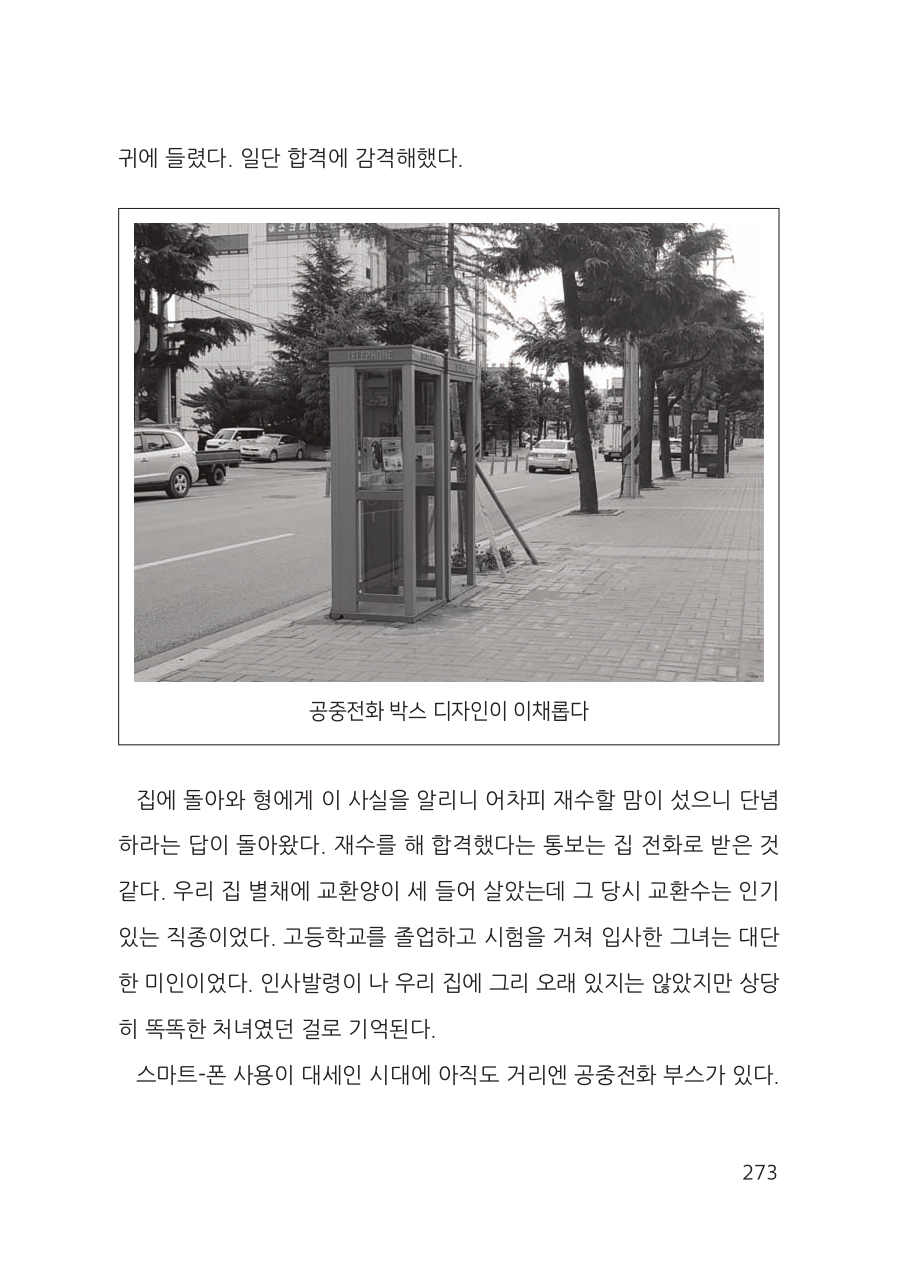 귀에 들렸다. 일단 합격에 감격해했다.
TELEPHONE
공중전화 박스 디자인이 이채롭다
집에 돌아와 형에게 이 사실을 알리니 어차피 재수할 맘이 섰으니 단념
하라는 답이 돌아왔다. 재수를 해 합격했다는 통보는 집 전화로 받은 것
같다. 우리 집 별채에 교환양이 세 들어 살았는데 그 당시 교환수는 인기
있는 직종이었다. 고등학교를 졸업하고 시험을 거쳐 입사한 그녀는 대단
한 미인이었다. 인사발령이 나 우리 집에 그리 오래 있지는 않았지만 상당
히 똑똑한 처녀였던 걸로 기억된다.
스마트-폰 사용이 대세인 시대에 아직도 거리엔 공중전화 부스가 있다.
273